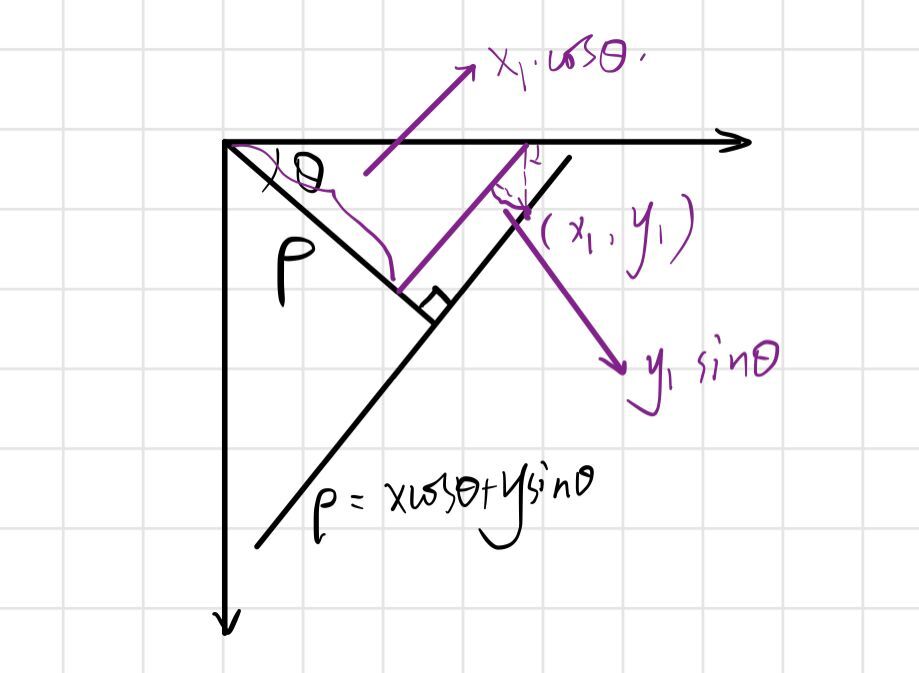 x₁·cosθ.
θ
ρ
(x₁, y₁)
y₁ sinθ
ρ = xcosθ+ysinθ